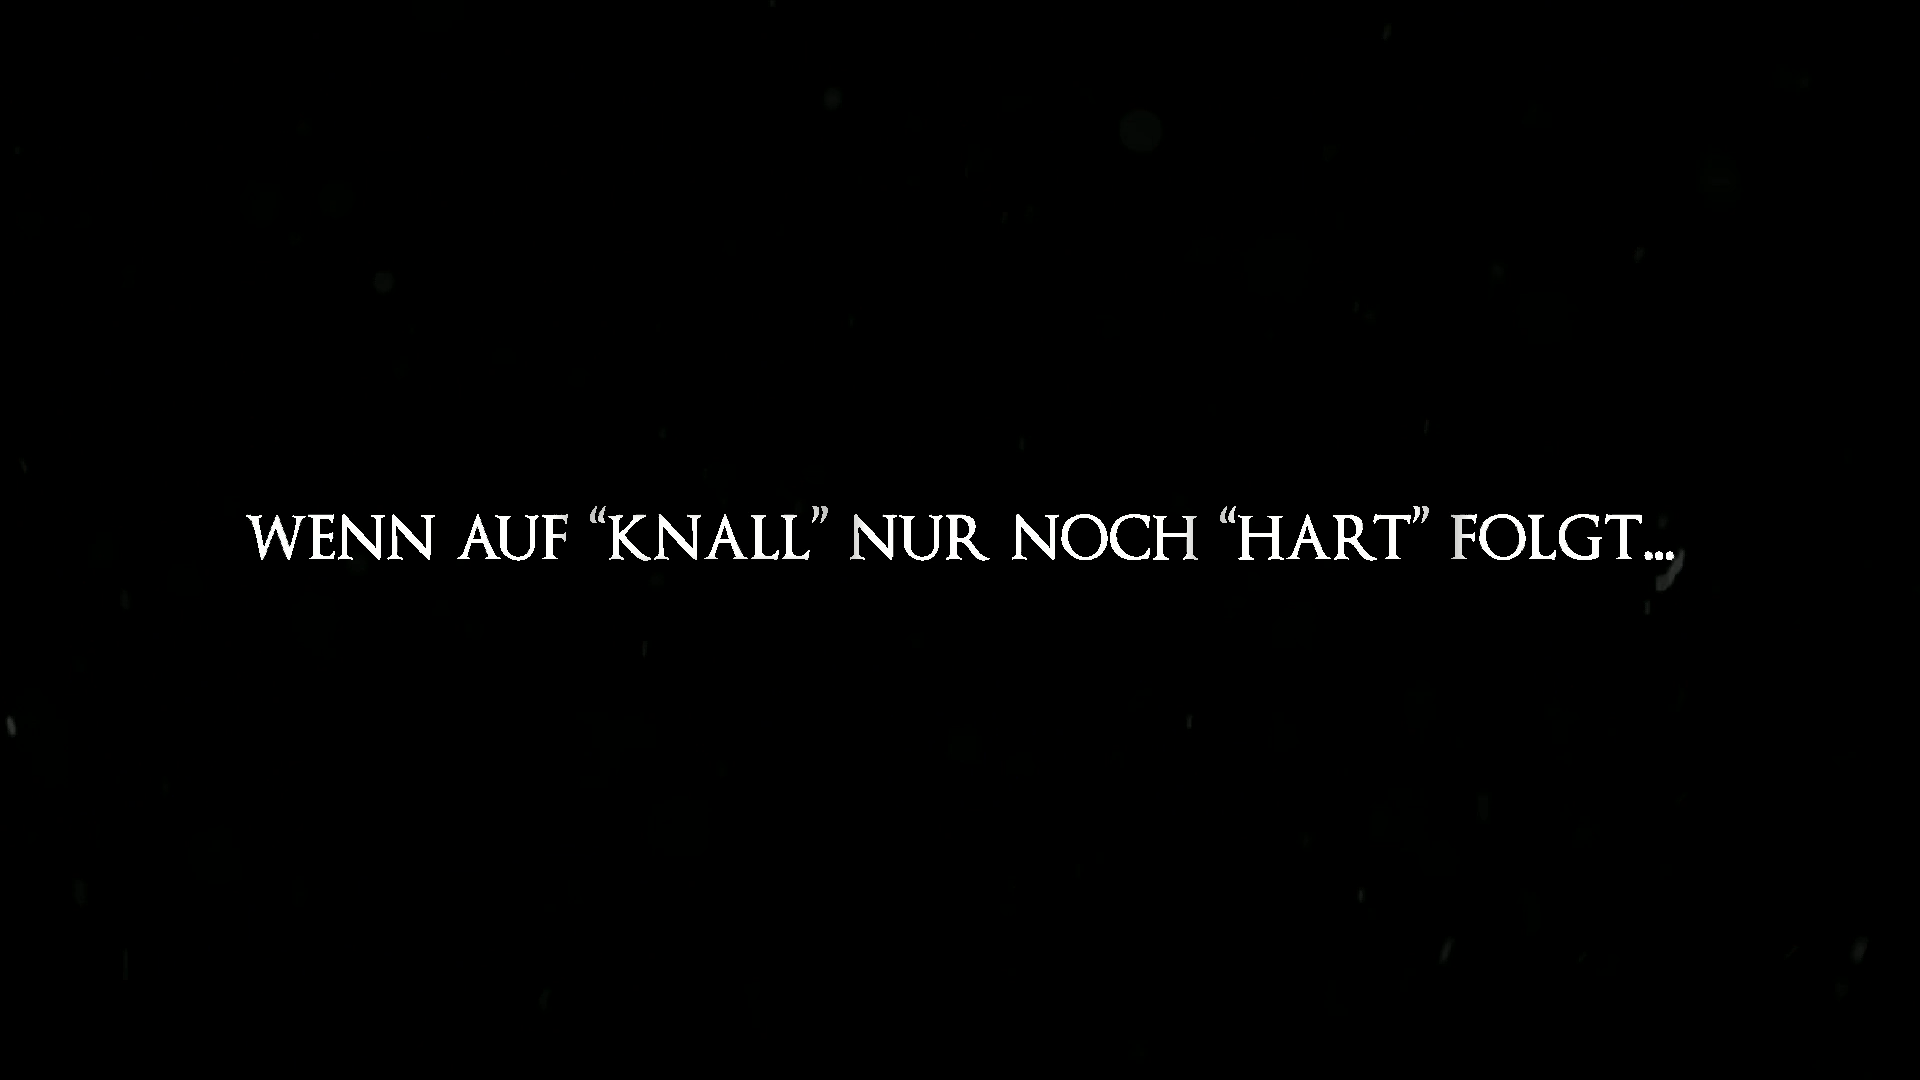 WENN AUF “KNALL” NUR NOCH “HART” FOLGT...